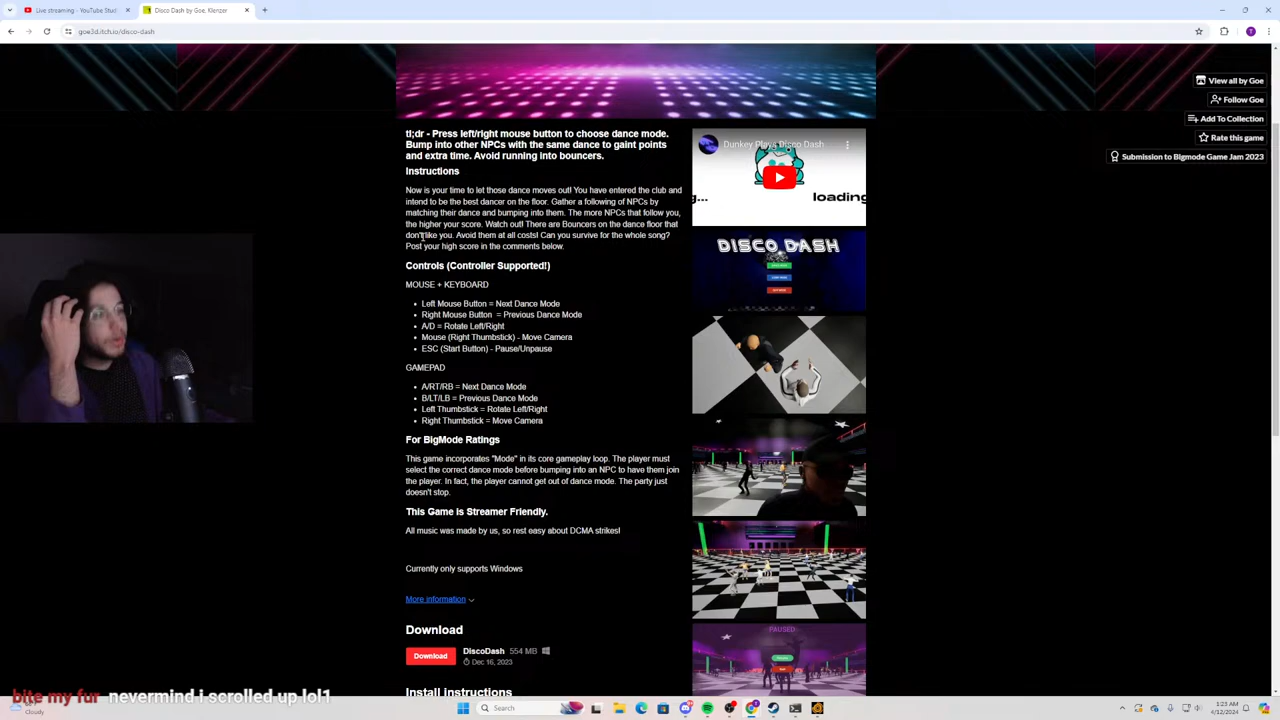 Live streaming - YouTube Stud
Disco Dash by Goe, Klenzer
goe3d.itch.io/disco-dash
View all by Goe
Follow Goe
Add To Collection
Rate this game
Submission to Bigmode Game Jam 2023
tl;dr - Press left/right mouse button to choose dance mode.
Bump into other NPCs with the same dance to gaint points
and extra time. Avoid running into bouncers.
Instructions
Now is your time to let those dance moves out! You have entered the club and
intend to be the best dancer on the floor. Gather a following of NPCs by
matching their dance and bumping into them. The more NPCs that follow you,
the higher your score. Watch out! There are Bouncers on the dance floor that
don't like you. Avoid them at all costs! Can you survive for the whole song?
Post your high score in the comments below.
Controls (Controller Supported!)
MOUSE + KEYBOARD
Left Mouse Button = Next Dance Mode
Right Mouse Button = Previous Dance Mode
A/D = Rotate Left/Right
Mouse (Right Thumbstick) - Move Camera
ESC (Start Button) - Pause/Unpause
GAMEPAD
A/RT/RB = Next Dance Mode
B/LT/LB = Previous Dance Mode
Left Thumbstick = Rotate Left/Right
Right Thumbstick = Move Camera
For BigMode Ratings
This game incorporates "Mode" in its core gameplay loop. The player must
select the correct dance mode before bumping into an NPC to have them join
the player. In fact, the player cannot get out of dance mode. The party just
doesn't stop.
This Game is Streamer Friendly.
All music was made by us, so rest easy about DCMA strikes!
Currently only supports Windows
More information
Download
Download
DiscoDash 554 MB
Dec 16, 2023
Install instructions
Dunkey Plays Disco Dash
loading
DISCO DASH
PAUSED
bite my fur nevermind i scrolled up lol1
Cloudy
Search
1:23 AM
4/12/2024